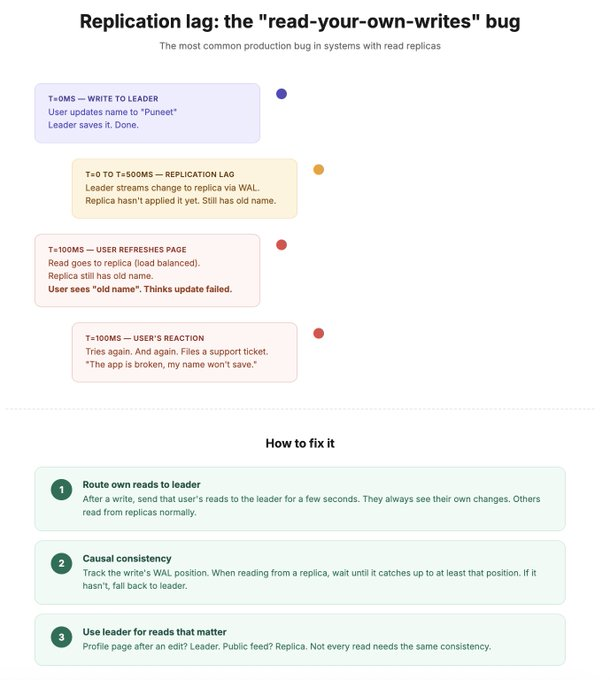 Replication lag: the "read-your-own-writes" bug
The most common production bug in systems with read replicas
T=0MS — WRITE TO LEADER
User updates name to "Puneet"
Leader saves it. Done.
T=0 TO T=500MS — REPLICATION LAG
Leader streams change to replica via WAL.
Replica hasn't applied it yet. Still has old name.
T=100MS — USER REFRESHES PAGE
Read goes to replica (load balanced).
Replica still has old name.
User sees "old name". Thinks update failed.
T=100MS — USER'S REACTION
Tries again. And again. Files a support ticket.
"The app is broken, my name won't save."
How to fix it
1
Route own reads to leader
After a write, send that user's reads to the leader for a few seconds. They always see their own changes. Others
read from replicas normally.
2
Causal consistency
Track the write's WAL position. When reading from a replica, wait until it catches up to at least that position. If it
hasn't, fall back to leader.
3
Use leader for reads that matter
Profile page after an edit? Leader. Public feed? Replica. Not every read needs the same consistency.